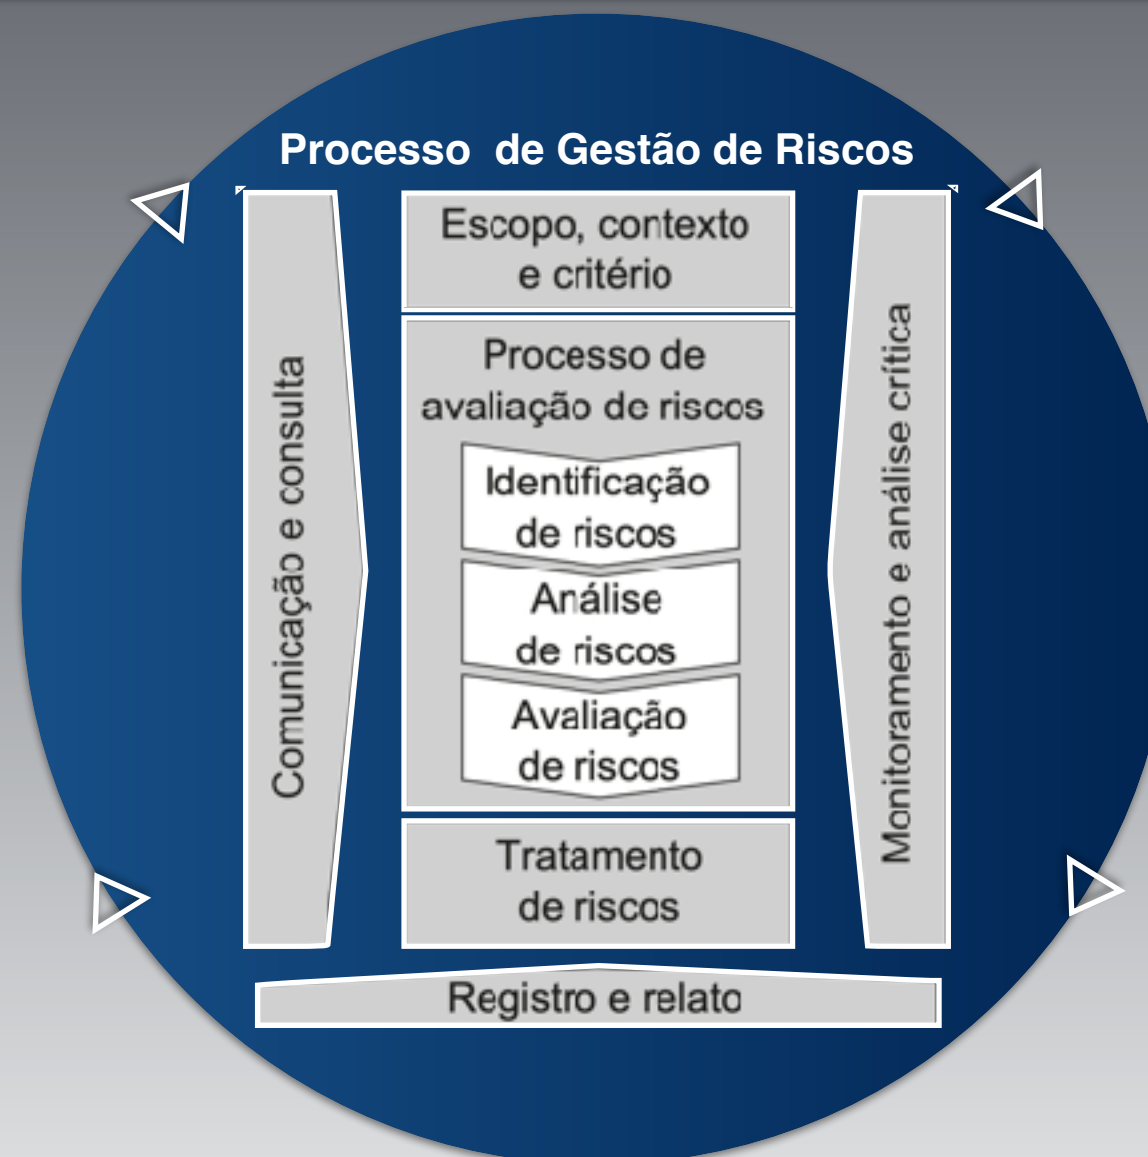 Processo de Gestão de Riscos
Comunicação e consulta
Escopo, contexto
e critério
Processo de
avaliação de riscos
Identificação
de riscos
Análise
de riscos
Avaliação
de riscos
Tratamento
de riscos
Monitoramento e análise crítica
Registro e relato